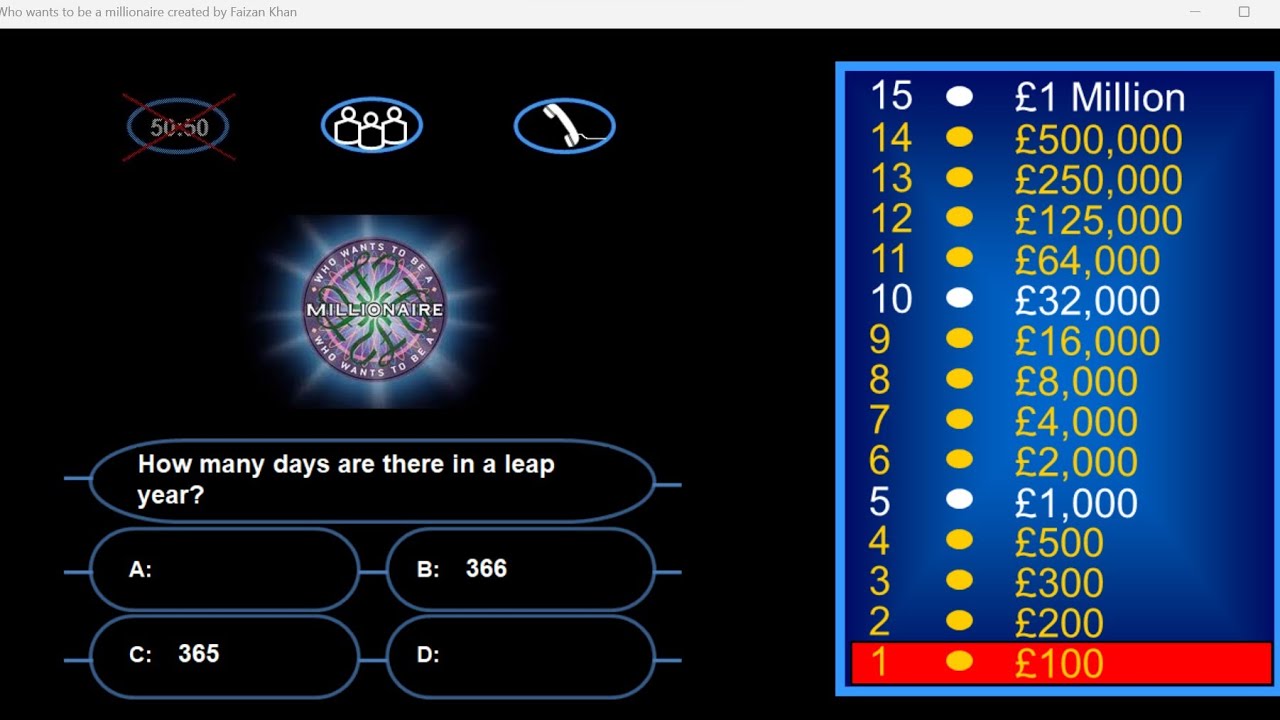 Who wants to be a millionaire created by Faizan Khan
50:50
WHO WANTS TO BE A
MILLIONAIRE
WHO WANTS TO BE A
How many days are there in a leap
year?
A:
B: 366
C: 365
D:
15 £1 Million
14 £500,000
13 £250,000
12 £125,000
11 £64,000
10 £32,000
9 £16,000
8 £8,000
7 £4,000
6 £2,000
5 £1,000
4 £500
3 £300
2 £200
1 £100